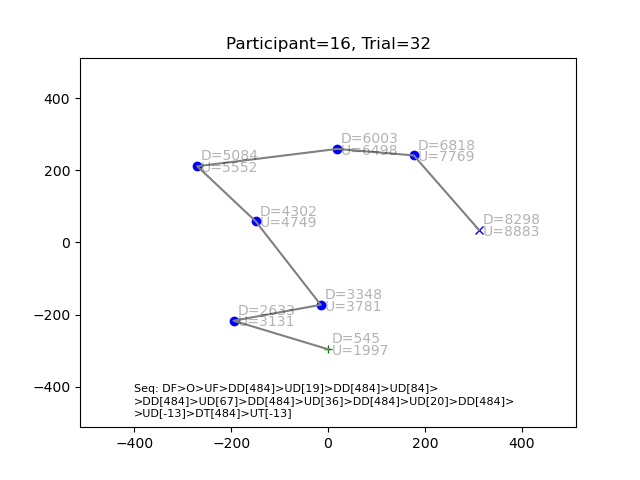 Participant=16, Trial=32
400
200
0
−200
−400
D=5084
U=5552
D=6003
U=6498
D=6818
U=7769
D=8298
U=8883
D=4302
U=4749
D=3348
U=3781
D=2633
U=3131
D=545
U=1997
Seq: DF>O>UF>DD[484]>UD[19]>DD[484]>UD[84]>
>DD[484]>UD[67]>DD[484]>UD[36]>DD[484]>UD[20]>DD[484]>
>UD[-13]>DT[484]>UT[-13]
−400 −200 0 200 400